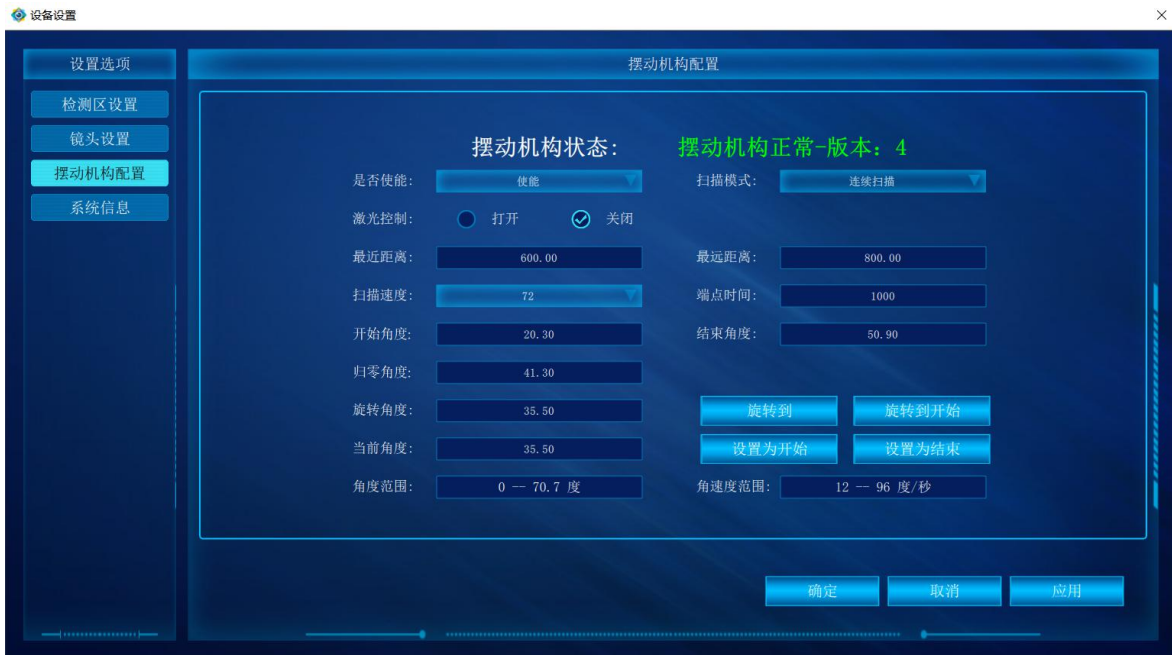 设备设置
设置选项
检测区设置
镜头设置
摆动机构配置
系统信息
摆动机构配置
摆动机构状态: 摆动机构正常-版本: 4
是否使能: 使能 扫描模式: 连续扫描
激光控制: 打开 关闭
最近距离: 600.00 最远距离: 800.00
扫描速度: 72 端点时间: 1000
开始角度: 20.30 结束角度: 50.90
归零角度: 41.30
旋转角度: 35.50 旋转到 旋转到开始
当前角度: 35.50 设置为开始 设置为结束
角度范围: 0 -- 70.7 度 角速度范围: 12 -- 96 度/秒
确定 取消 应用